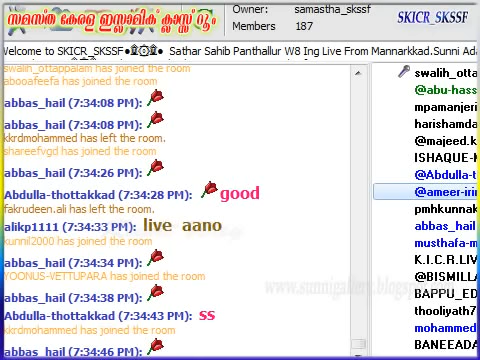 സമസ്ത കേരള ഇസ്ലാമിക് ക്ലാസ്സ് റൂം
Owner: samastha_skssf
Members 187
SKICR_SKSSF
Welcome to SKICR_SKSSF Sathar Sahib Panthallur W8 Ing Live From Mannarkkad.Sunni Ada
swalih_ottappalam has joined the room
abooafeefa has joined the room
abbas_hail (7:34:08 PM):
abbas_hail (7:34:08 PM):
kkrdmohammed has left the room.
shareefvgd has joined the room
abbas_hail (7:34:26 PM):
Abdulla-thottakkad (7:34:28 PM): good
fakrudeen.ali has left the room.
alikp1111 (7:34:33 PM): live aano
kunnil2000 has joined the room
abbas_hail (7:34:34 PM):
YOONUS-VETTUPARA has joined the room
abbas_hail (7:34:38 PM):
Abdulla-thottakkad (7:34:43 PM): ss
kkrdmohammed has joined the room
abbas_hail (7:34:46 PM):
swalih_otta
@abu-hass
mpamanjeri
harishamda
@majeed.k
ISHAQUE-M
@Abdulla-t
@ameer-irin
pmhkunnak
abbas_hail
mustafa-m
K.I.C.R.LIV
@BISMILLA
BAPPU_ED
thooliyath7
mohammed
BANEEADA
www.sunnigallery.blogspot.com